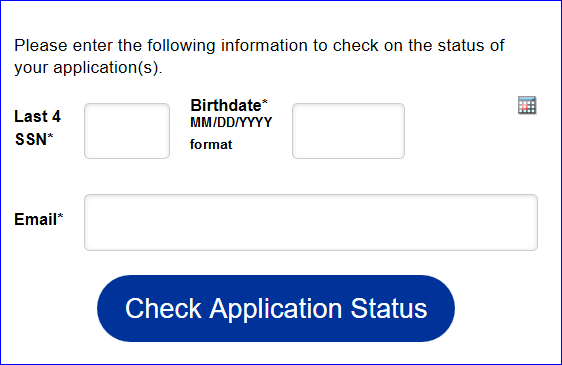 Please enter the following information to check on the status of
your application(s).
Last 4
SSN*
Birthdate*
MM/DD/YYYY
format
Email*
Check Application Status